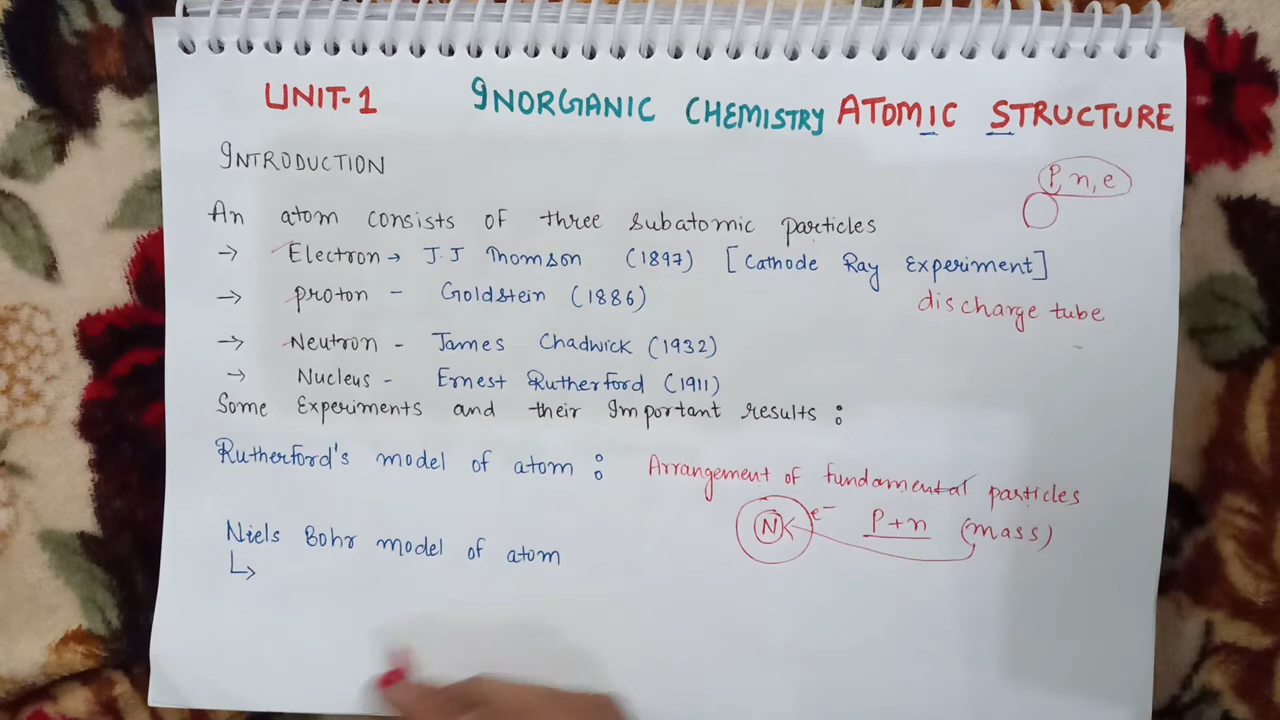 UNIT-1 INORGANIC CHEMISTRY ATOMIC STRUCTURE
INTRODUCTION
P, n, e
An atom consists of three subatomic particles
→ Electron → J.J Thomson (1897) [Cathode Ray Experiment]
→ proton - Goldstein (1886)
discharge tube
→ Neutron - James Chadwick (1932)
→ Nucleus - Ernest Rutherford (1911)
Some Experiments and their Important results :
Rutherford's model of atom : Arrangement of fundamental particles
N e- P+n (mass)
Niels Bohr model of atom